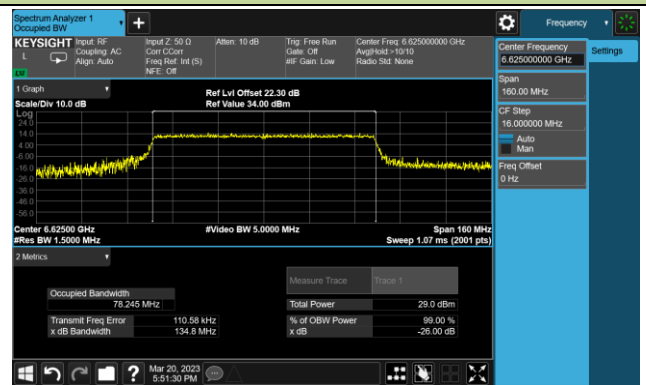 Spectrum Analyzer 1
Occupied BW
Frequency
KEYSIGHT
L
Input: RF
Coupling: AC
Align: Auto
Input Z: 50 Ω
Corr CCorr
Freq Ref: Int (S)
NFE: Off
Atten: 10 dB
Trig: Free Run
Gate: Off
#IF Gain: Low
Center Freq: 6.625000000 GHz
Avg|Hold:>10/10
Radio Std: None
Center Frequency
6.625000000 GHz
Settings
Span
160.00 MHz
CF Step
16.000000 MHz
Auto
Man
Freq Offset
0 Hz
1 Graph
Scale/Div 10.0 dB
Ref Lvl Offset 22.30 dB
Ref Value 34.00 dBm
Log
24.0
14.0
4.00
-6.00
-16.0
-26.0
-36.0
-46.0
-56.0
Center 6.62500 GHz
#Res BW 1.5000 MHz
#Video BW 5.0000 MHz
Span 160 MHz
Sweep 1.07 ms (2001 pts)
2 Metrics
Measure Trace
Trace 1
Occupied Bandwidth
78.245 MHz
Total Power
29.0 dBm
Transmit Freq Error
110.58 kHz
% of OBW Power
99.00 %
x dB Bandwidth
134.8 MHz
x dB
-26.00 dB
Mar 20, 2023
5:51:30 PM